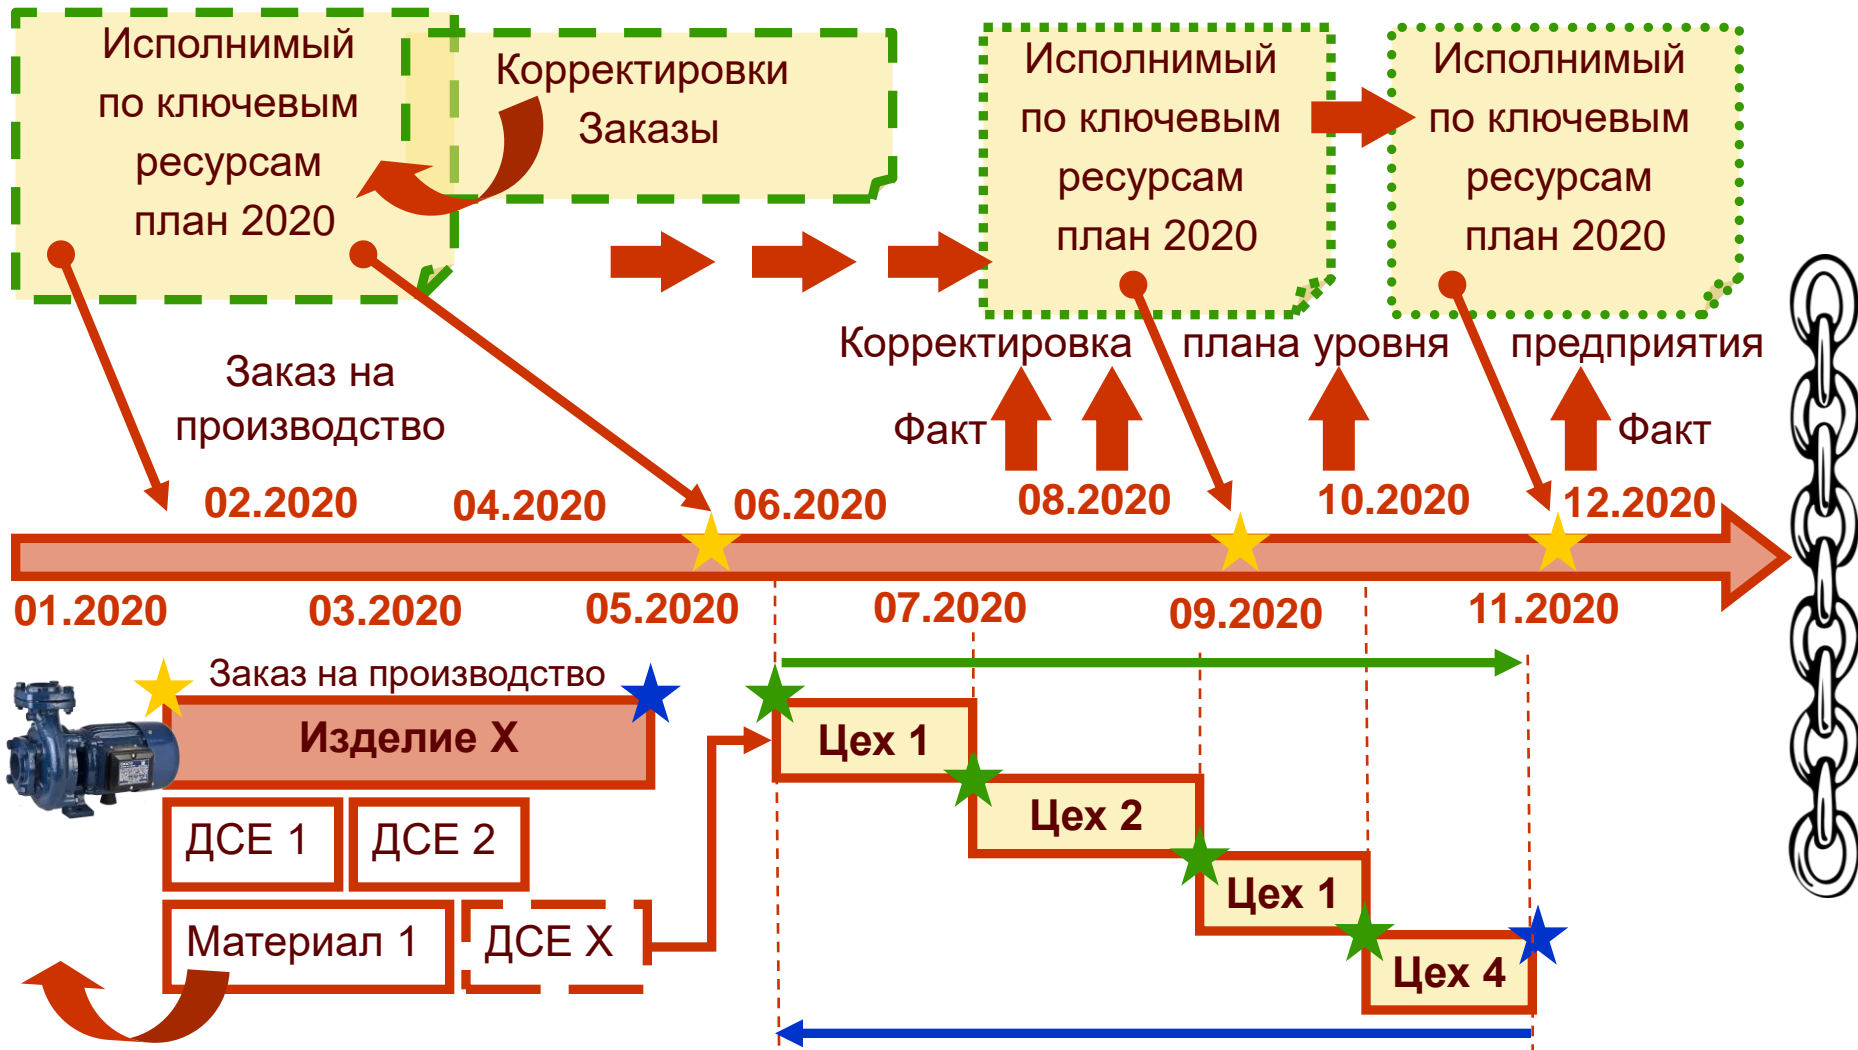 Исполнимый
по ключевым
ресурсам
план 2020
Корректировки
Заказы
Исполнимый
по ключевым
ресурсам
план 2020
Исполнимый
по ключевым
ресурсам
план 2020
Заказ на
производство
Корректировка плана уровня предприятия
Факт
Факт
02.2020 04.2020 06.2020 08.2020 10.2020 12.2020
01.2020 03.2020 05.2020 07.2020 09.2020 11.2020
Заказ на производство
Изделие X
ДСЕ 1
ДСЕ 2
Материал 1
ДСЕ X
Цех 1
Цех 2
Цех 1
Цех 4